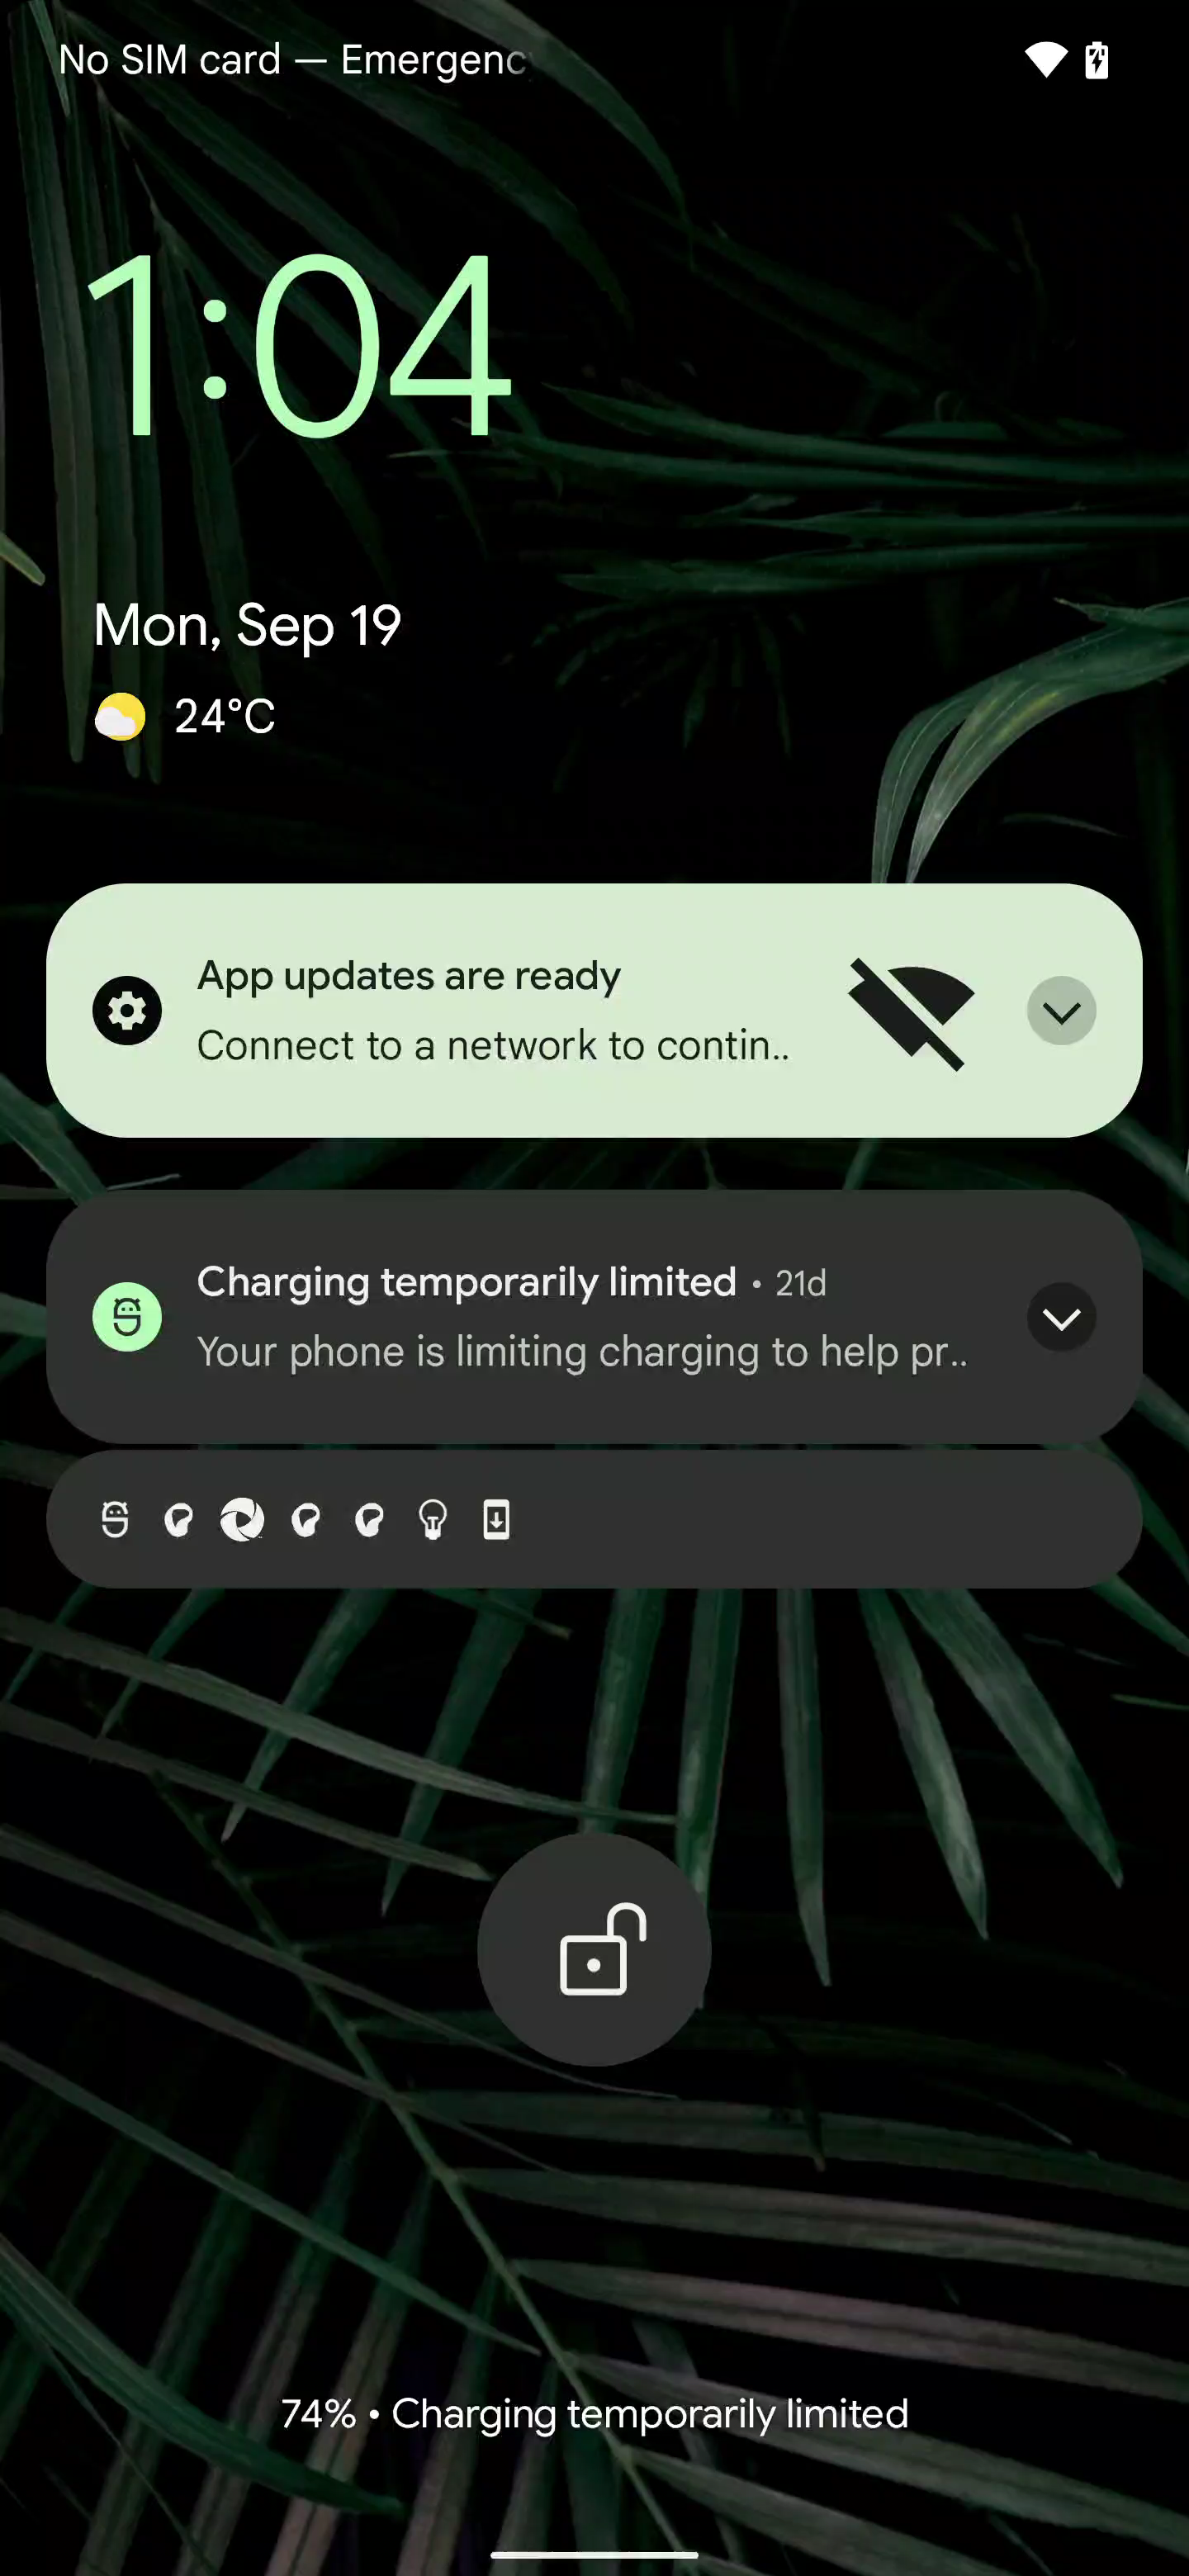 No SIM card — Emergenc
1:04
Mon, Sep 19
24°C
App updates are ready
Connect to a network to contin..
Charging temporarily limited • 21d
Your phone is limiting charging to help pr..
74% • Charging temporarily limited